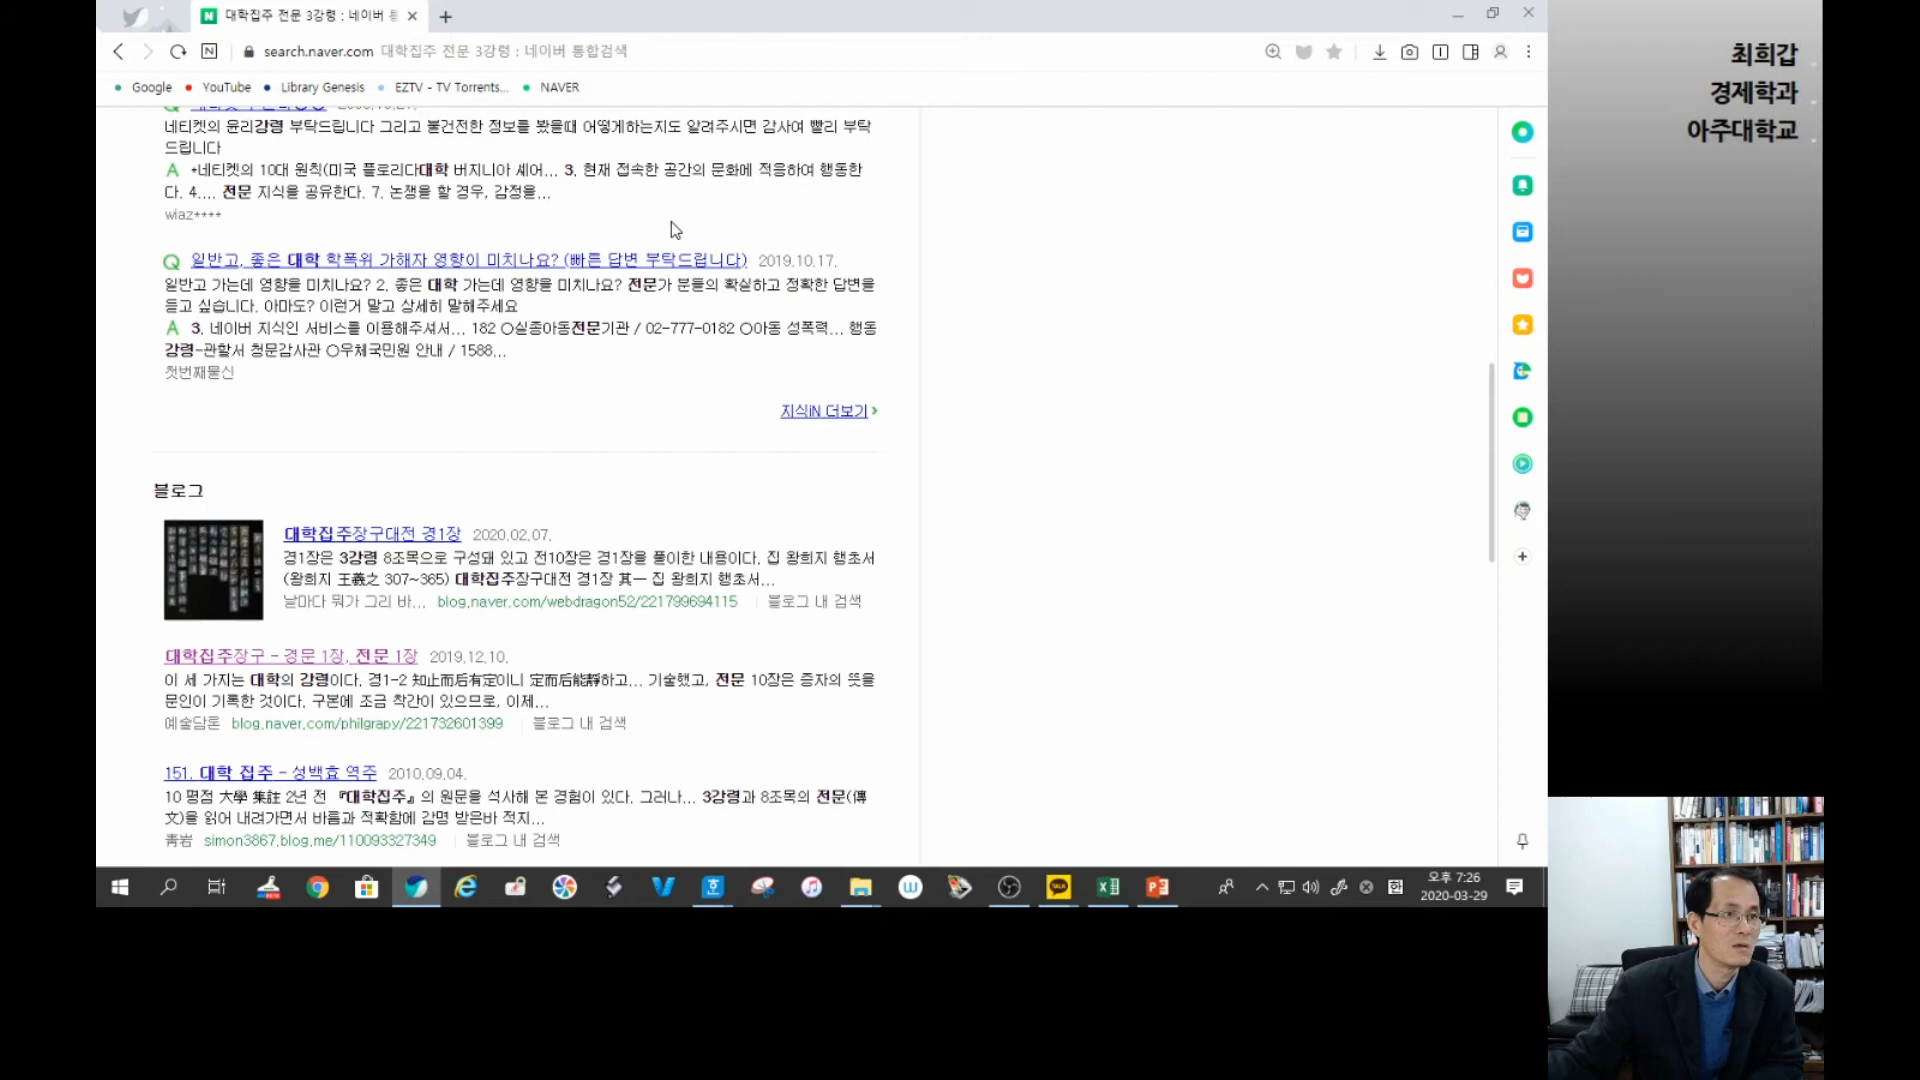 대학집주 전문 3강령 : 네이버 통
search.naver.com 대학집주 전문 3강령 : 네이버 통합검색
Google YouTube Library Genesis EZTV - TV Torrents... NAVER
네티켓의 윤리강령 부탁드립니다 그리고 불건전한 정보를 봤을때 어떻게하는지도 알려주시면 감사여 빨리 부탁
드립니다
A +네티켓의 10대 원칙(미국 플로리다대학 버지니아 셰어... 3. 현재 접속한 공간의 문화에 적응하여 행동한
다. 4.... 전문 지식을 공유한다. 7. 논쟁을 할 경우, 감정을...
wiaz****
Q 일반고, 좋은 대학 학폭위 가해자 영향이 미치나요? (빠른 답변 부탁드립니다) 2019.10.17.
일반고 가는데 영향을 미치나요? 2. 좋은 대학 가는데 영향을 미치나요? 전문가 분들의 확실하고 정확한 답변을
듣고 싶습니다. 아마도? 이런거 말고 상세히 말해주세요
A 3. 네이버 지식인 서비스를 이용해주셔서... 182 ○실종아동전문기관 / 02-777-0182 ○아동 성폭력... 행동
강령-관찰서 청문감사관 ○우체국민원 안내 / 1588...
첫번째물신
지식iN 더보기
블로그
대학집주장구대전 경1장 2020.02.07.
경1장은 3강령 8조목으로 구성돼 있고 전10장은 경1장을 풀이한 내용이다. 집 왕희지 행초서
(왕희지 王羲之 307~365) 대학집주장구대전 경1장 其一 집 왕희지 행초서...
날마다 뭐가 그리 바... blog.naver.com/webdragon52/221799694115 블로그 내 검색
대학집주장구 - 경문 1장, 전문 1장 2019.12.10.
이 세 가지는 대학의 강령이다. 경1-2 知止而后有定이니 定而后能靜하고... 기술했고, 전문 10장은 증자의 뜻을
문인이 기록한 것이다. 구본에 조금 착간이 있으므로, 이제...
예술담론 blog.naver.com/philgrapy/221732601399 블로그 내 검색
151. 대학 집주 - 성백효 역주 2010.09.04.
10 평점 大學 集註 2년 전 『대학집주』의 원문을 석사해 본 경험이 있다. 그러나... 3강령과 8조목의 전문(傳
文)을 읽어 내려가면서 바름과 적확함에 감명 받은바 적지...
靑岩 simon3867.blog.me/110093327349 블로그 내 검색
오후 7:26
2020-03-29
최희갑
경제학과
아주대학교